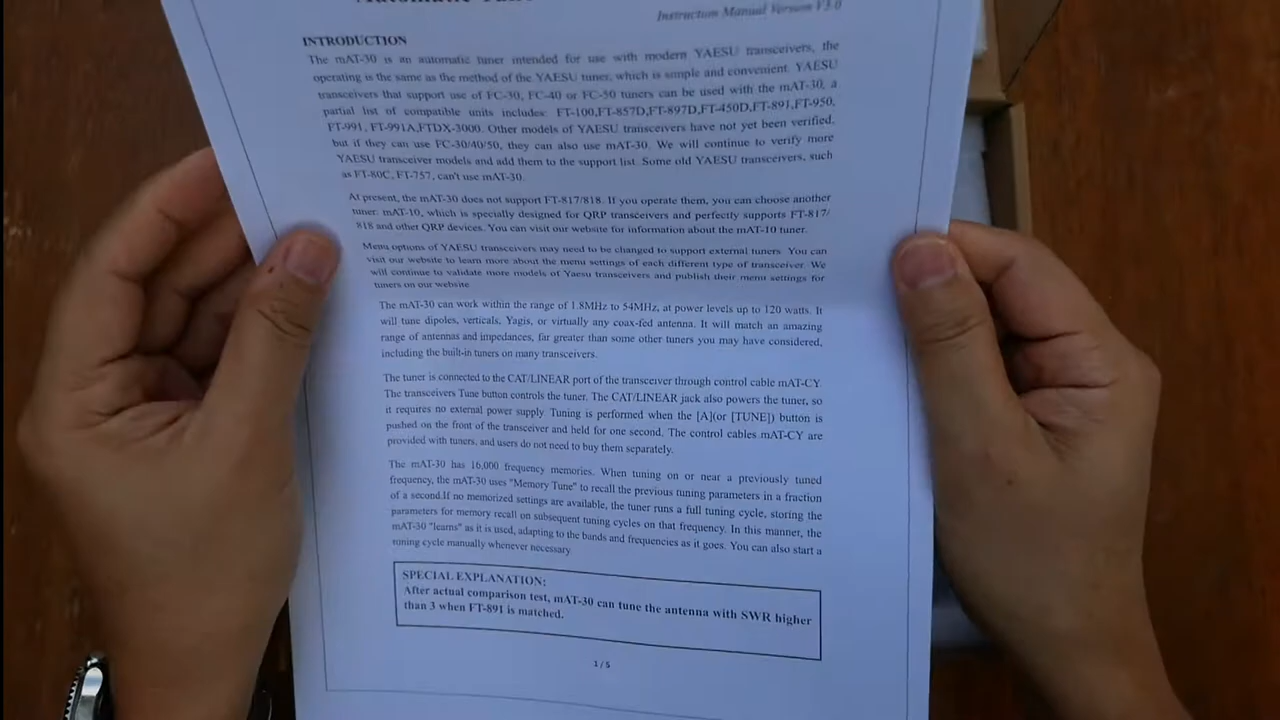 Instruction Manual Version V3.0
INTRODUCTION
The mAT-30 is an automatic tuner intended for use with modern YAESU transceivers, the
operating is the same as the method of the YAESU tuner, which is simple and convenient. YAESU
transceivers that support use of FC-30, FC-40 or FC-50 tuners can be used with the mAT-30, a
partial list of compatible units includes: FT-100,FT-857D,FT-897D,FT-450D,FT-891,FT-950,
FT-991, FT-991A,FTDX-3000. Other models of YAESU transceivers have not yet been verified,
but if they can use FC-30/40/50, they can also use mAT-30. We will continue to verify more
YAESU transceiver models and add them to the support list. Some old YAESU transceivers, such
as FT-80C, FT-757, can't use mAT-30.
At present, the mAT-30 does not support FT-817/818. If you operate them, you can choose another
tuner: mAT-10, which is specially designed for QRP transceivers and perfectly supports FT-817/
818 and other QRP devices. You can visit our website for information about the mAT-10 tuner.
Menu options of YAESU transceivers may need to be changed to support external tuners. You can
visit our website to learn more about the menu settings of each different type of transceiver. We
will continue to validate more models of Yaesu transceivers and publish their menu settings for
tuners on our website.
The mAT-30 can work within the range of 1.8MHz to 54MHz, at power levels up to 120 watts. It
will tune dipoles, verticals, Yagis, or virtually any coax-fed antenna. It will match an amazing
range of antennas and impedances, far greater than some other tuners you may have considered,
including the built-in tuners on many transceivers.
The tuner is connected to the CAT/LINEAR port of the transceiver through control cable mAT-CY.
The transceivers Tune button controls the tuner. The CAT/LINEAR jack also powers the tuner, so
it requires no external power supply. Tuning is performed when the [A](or [TUNE]) button is
pushed on the front of the transceiver and held for one second. The control cables mAT-CY are
provided with tuners, and users do not need to buy them separately.
The mAT-30 has 16,000 frequency memories. When tuning on or near a previously tuned
frequency, the mAT-30 uses "Memory Tune" to recall the previous tuning parameters in a fraction
of a second.If no memorized settings are available, the tuner runs a full tuning cycle, storing the
parameters for memory recall on subsequent tuning cycles on that frequency. In this manner, the
mAT-30 "learns" as it is used, adapting to the bands and frequencies as it goes. You can also start a
tuning cycle manually whenever necessary.
SPECIAL EXPLANATION:
After actual comparison test, mAT-30 can tune the antenna with SWR higher
than 3 when FT-891 is matched.
1 / 5